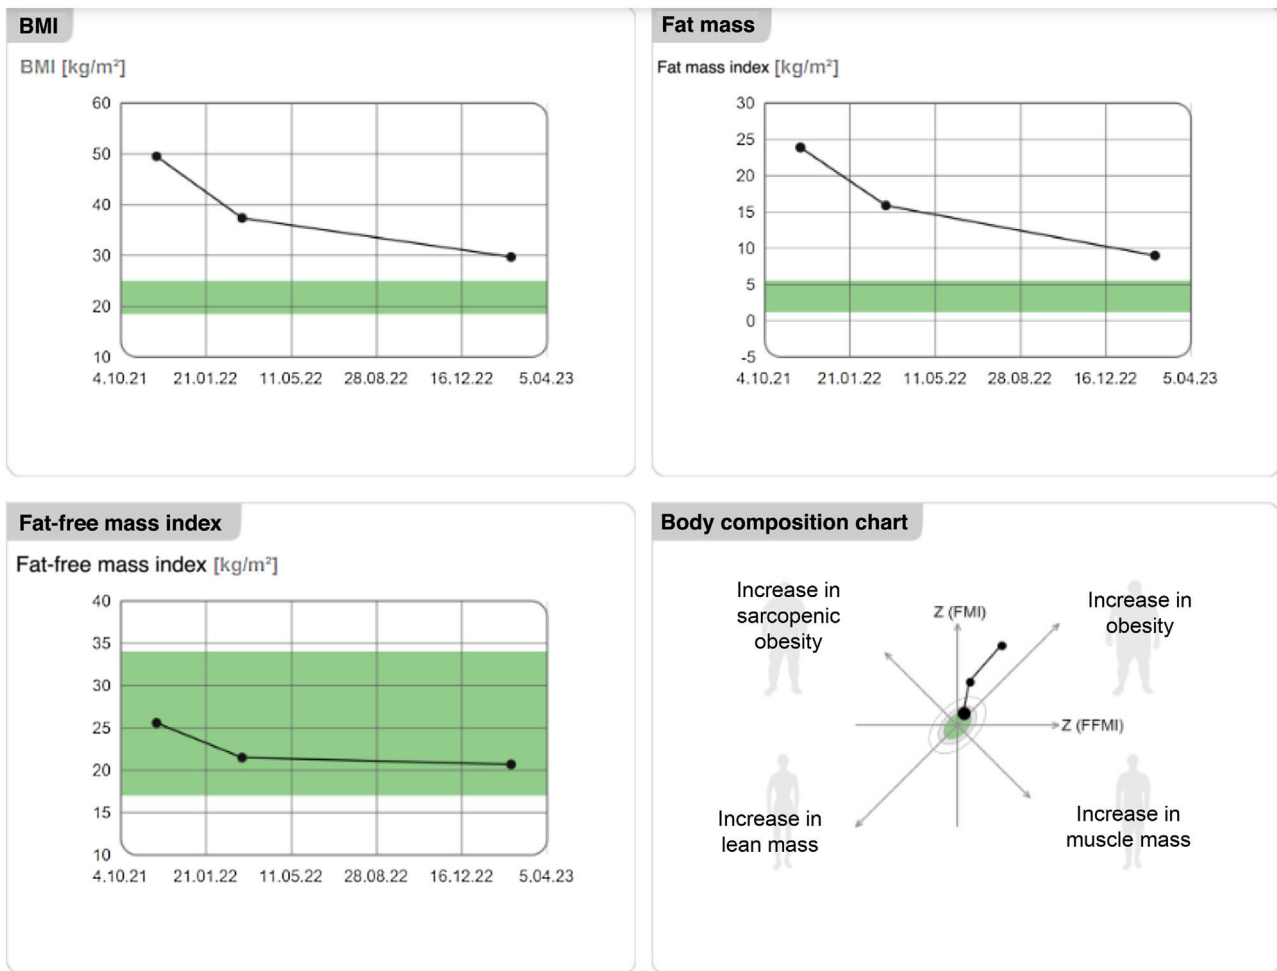 BMI
BMI [kg/m²]
60
50
40
30
20
10
4.10.21 21.01.22 11.05.22 28.08.22 16.12.22 5.04.23
Fat mass
Fat mass index [kg/m²]
30
25
20
15
10
5
0
-5
4.10.21 21.01.22 11.05.22 28.08.22 16.12.22 5.04.23
Fat-free mass index
Fat-free mass index [kg/m²]
40
35
30
25
20
15
10
4.10.21 21.01.22 11.05.22 28.08.22 16.12.22 5.04.23
Body composition chart
Increase in
sarcopenic
obesity
Z (FMI)
Increase in
obesity
Z (FFMI)
Increase in
lean mass
Increase in
muscle mass